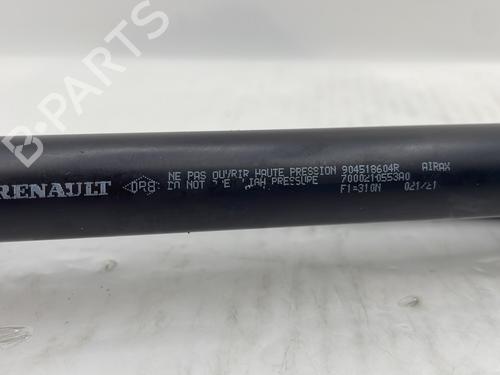 RENAULT
NE PAS OUVRIR HAUTE PRESSION 904518604R AIRAX
DO NOT PRESSURE 7000210553A0
F1=310N 021/21
B-PARTS